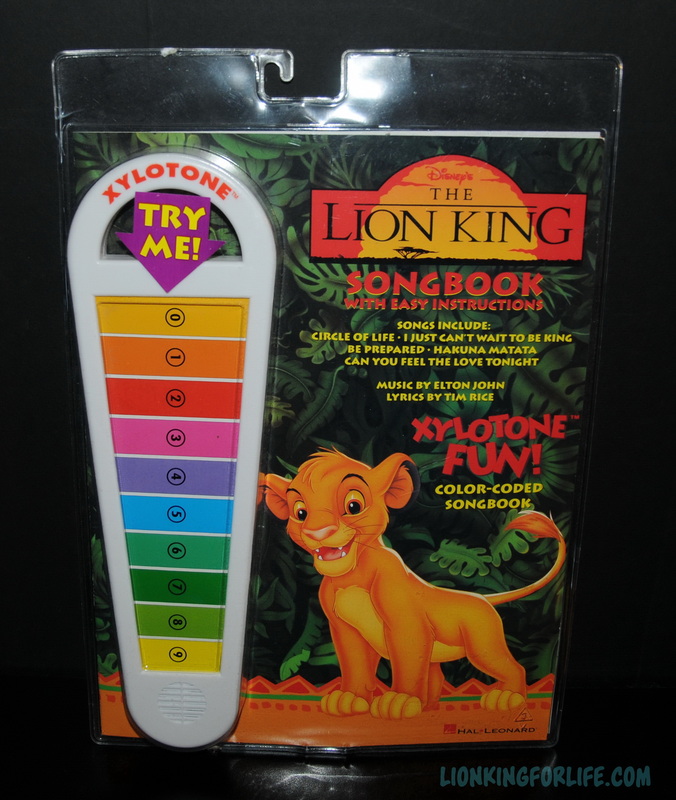 XYLOTONE™
TRY
ME!
0
1
2
3
4
5
6
7
8
9
Disney's
THE
LION KING
SONGBOOK
WITH EASY INSTRUCTIONS
SONGS INCLUDE:
CIRCLE OF LIFE • I JUST CAN'T WAIT TO BE KING
BE PREPARED • HAKUNA MATATA
CAN YOU FEEL THE LOVE TONIGHT
MUSIC BY ELTON JOHN
LYRICS BY TIM RICE
XYLOTONE™
FUN!
COLOR-CODED
SONGBOOK
HAL•LEONARD
LIONKINGFORLIFE.COM